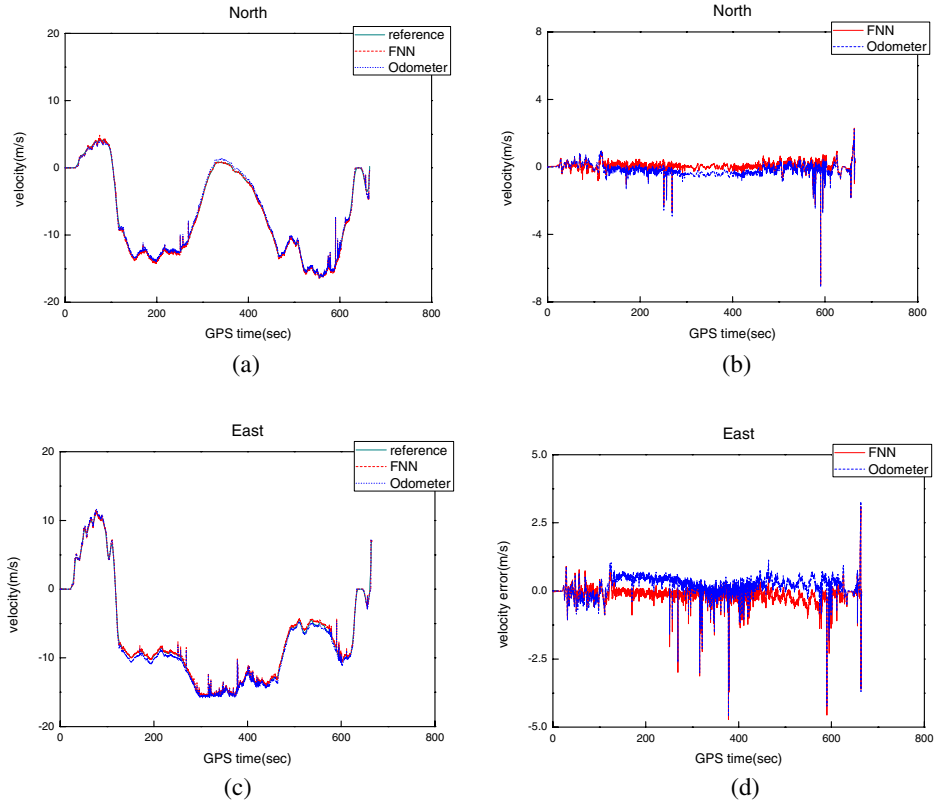 North
20
10
0
-10
-20
velocity(m/s)
0
200
400
600
800
GPS time(sec)
reference
FNN
Odometer
(a)
North
8
4
0
-4
-8
velocity(m/s)
0
200
400
600
800
GPS time(sec)
FNN
Odometer
(b)
East
20
10
0
-10
-20
velocity(m/s)
0
200
400
600
800
GPS time(sec)
reference
FNN
Odometer
(c)
East
5.0
2.5
0.0
-2.5
-5.0
velocity error(m/s)
0
200
400
600
800
GPS time(sec)
FNN
Odometer
(d)